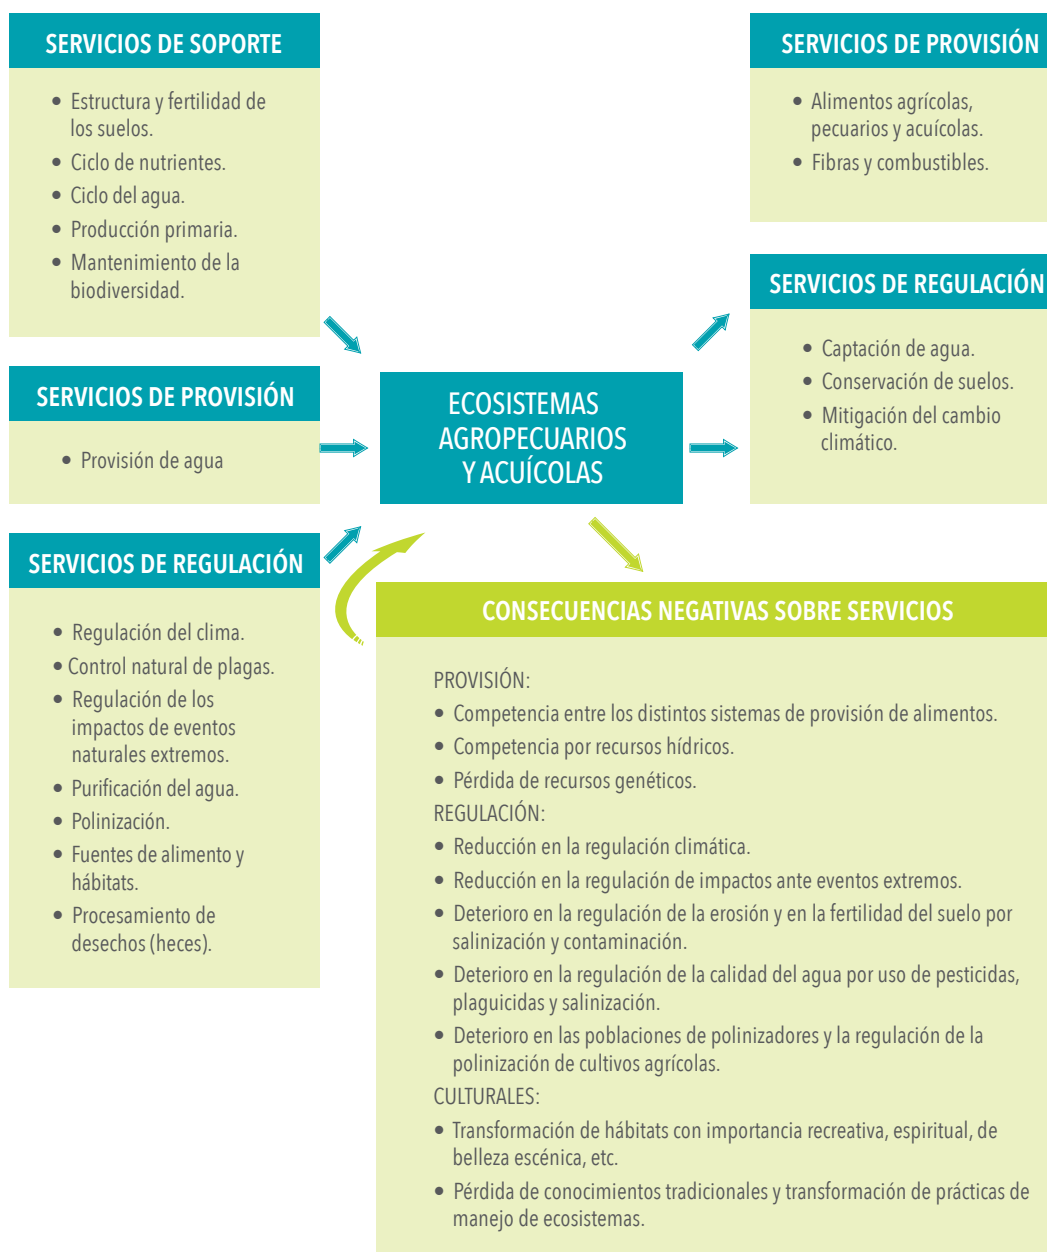 SERVICIOS DE SOPORTE
• Estructura y fertilidad de
los suelos.
• Ciclo de nutrientes.
• Ciclo del agua.
• Producción primaria.
• Mantenimiento de la
biodiversidad.
SERVICIOS DE PROVISIÓN
• Provisión de agua
SERVICIOS DE REGULACIÓN
• Regulación del clima.
• Control natural de plagas.
• Regulación de los
impactos de eventos
naturales extremos.
• Purificación del agua.
• Polinización.
• Fuentes de alimento y
hábitats.
• Procesamiento de
desechos (heces).
ECOSISTEMAS
AGROPECUARIOS
Y ACUÍCOLAS
SERVICIOS DE PROVISIÓN
• Alimentos agrícolas,
pecuarios y acuícolas.
• Fibras y combustibles.
SERVICIOS DE REGULACIÓN
• Captación de agua.
• Conservación de suelos.
• Mitigación del cambio
climático.
CONSECUENCIAS NEGATIVAS SOBRE SERVICIOS
PROVISIÓN:
• Competencia entre los distintos sistemas de provisión de alimentos.
• Competencia por recursos hídricos.
• Pérdida de recursos genéticos.
REGULACIÓN:
• Reducción en la regulación climática.
• Reducción en la regulación de impactos ante eventos extremos.
• Deterioro en la regulación de la erosión y en la fertilidad del suelo por
salinización y contaminación.
• Deterioro en la regulación de la calidad del agua por uso de pesticidas,
plaguicidas y salinización.
• Deterioro en las poblaciones de polinizadores y la regulación de la
polinización de cultivos agrícolas.
CULTURALES:
• Transformación de hábitats con importancia recreativa, espiritual, de
belleza escénica, etc.
• Pérdida de conocimientos tradicionales y transformación de prácticas de
manejo de ecosistemas.